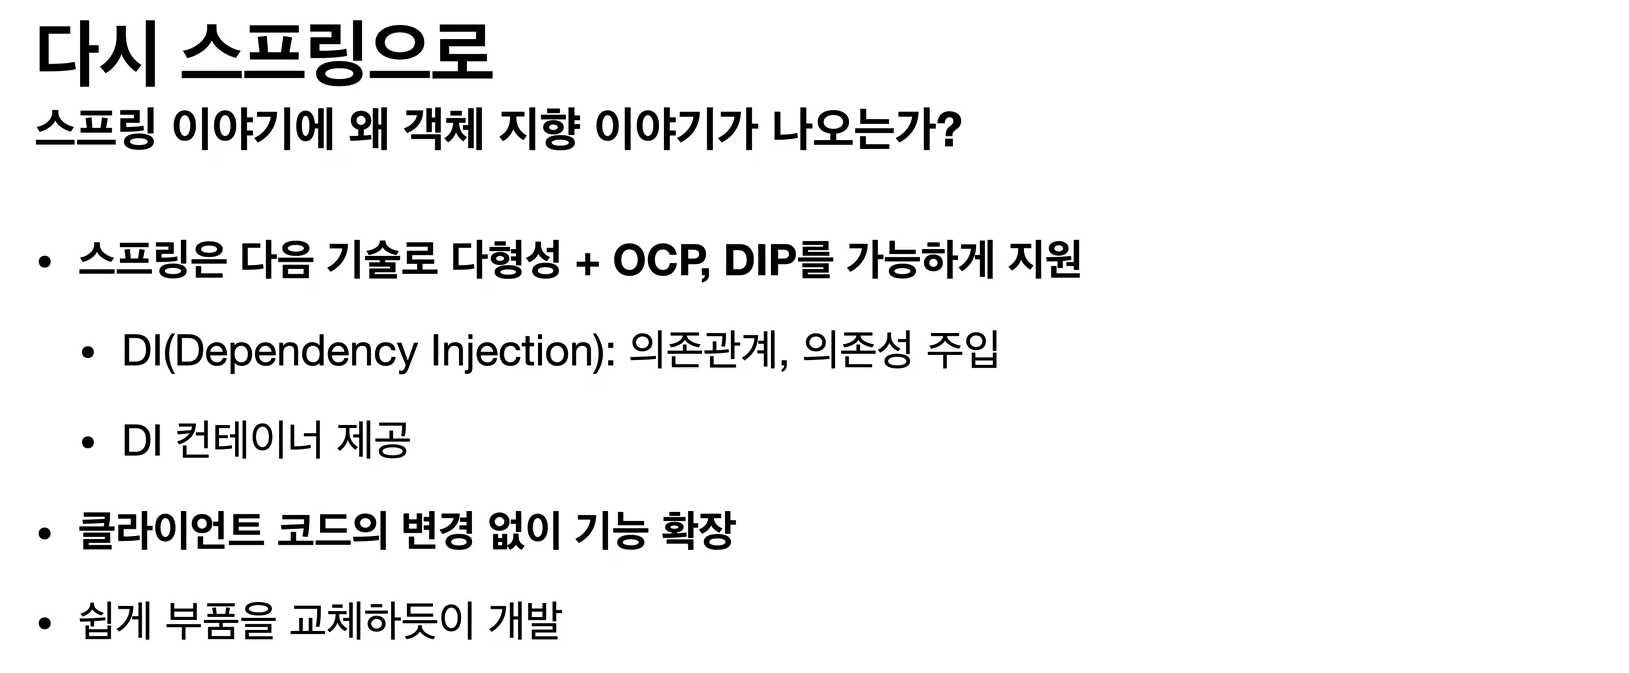 다시 스프링으로
스프링 이야기에 왜 객체 지향 이야기가 나오는가?
• 스프링은 다음 기술로 다형성 + OCP, DIP를 가능하게 지원
• DI(Dependency Injection): 의존관계, 의존성 주입
• DI 컨테이너 제공
• 클라이언트 코드의 변경 없이 기능 확장
• 쉽게 부품을 교체하듯이 개발